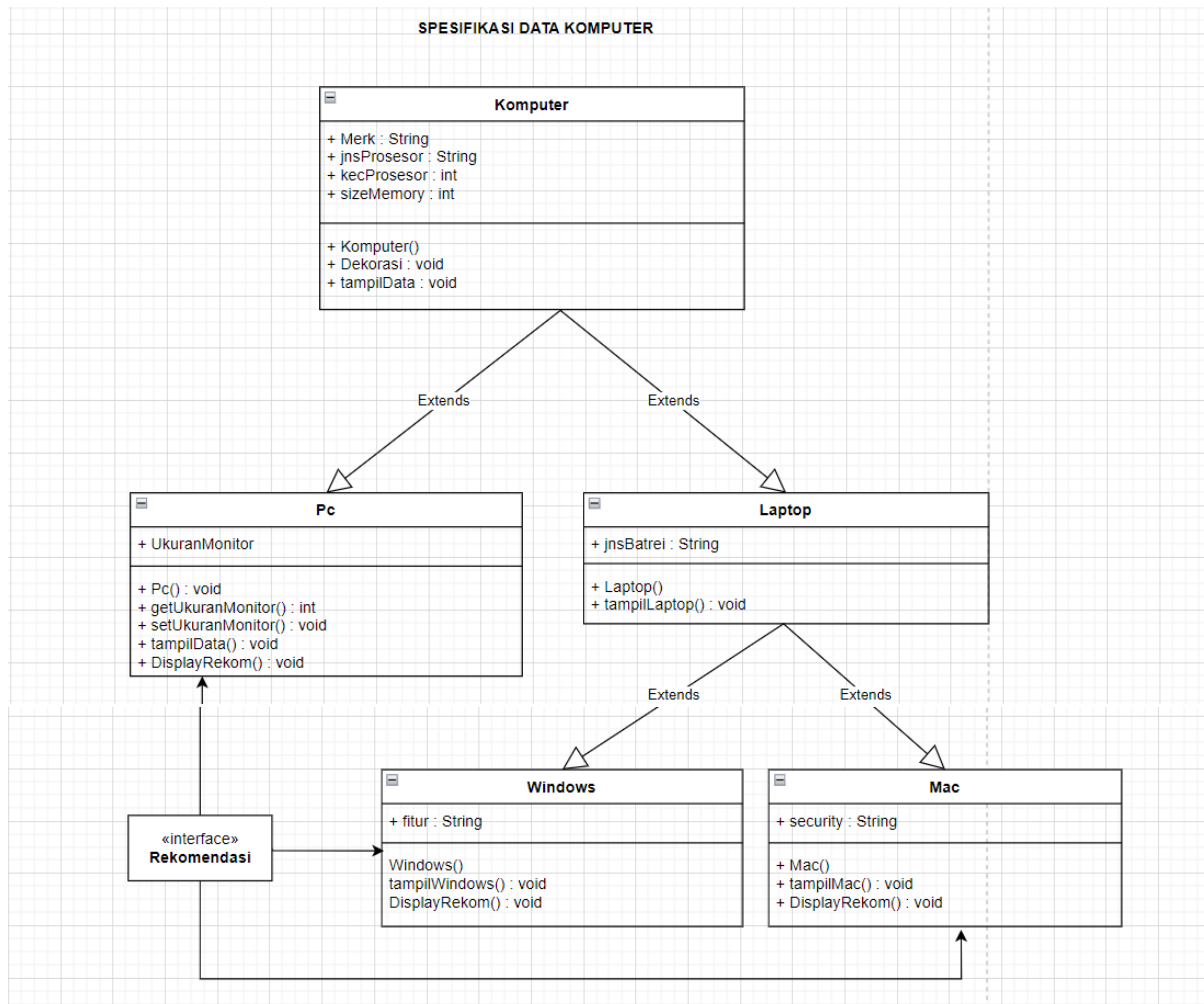 SPESIFIKASI DATA KOMPUTER
Komputer
+ Merk : String
+ jnsProsesor : String
+ kecProsesor : int
+ sizeMemory : int
+ Komputer()
+ Dekorasi : void
+ tampilData : void
Extends
Extends
Pc
+ UkuranMonitor
+ Pc() : void
+ getUkuranMonitor() : int
+ setUkuranMonitor() : void
+ tampilData() : void
+ DisplayRekom() : void
Laptop
+ jnsBatrei : String
+ Laptop()
+ tampilLaptop() : void
Extends
Extends
«interface»
Rekomendasi
Windows
+ fitur : String
Windows()
tampilWindows() : void
DisplayRekom() : void
Mac
+ security : String
+ Mac()
+ tampilMac() : void
+ DisplayRekom() : void